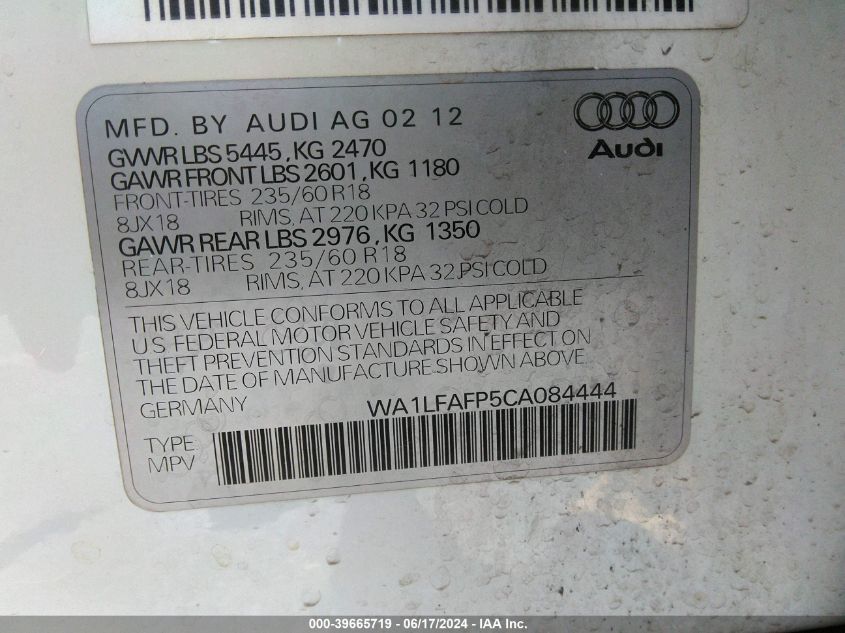 MFD. BY AUDI AG 02 12
Audi
GVWR LBS 5445, KG 2470
GAWR FRONT LBS 2601, KG 1180
FRONT-TIRES 235/60 R18
8JX18 RIMS, AT 220 KPA 32 PSI COLD
GAWR REAR LBS 2976, KG 1350
REAR-TIRES 235/60 R18
8JX18 RIMS, AT 220 KPA 32 PSI COLD
THIS VEHICLE CONFORMS TO ALL APPLICABLE
U.S. FEDERAL MOTOR VEHICLE SAFETY AND
THEFT PREVENTION STANDARDS IN EFFECT ON
THE DATE OF MANUFACTURE SHOWN ABOVE.
GERMANY WA1LFAFP5CA084444
TYPE
MPV
000-39665719 / 06/17/2024 - IAA Inc.